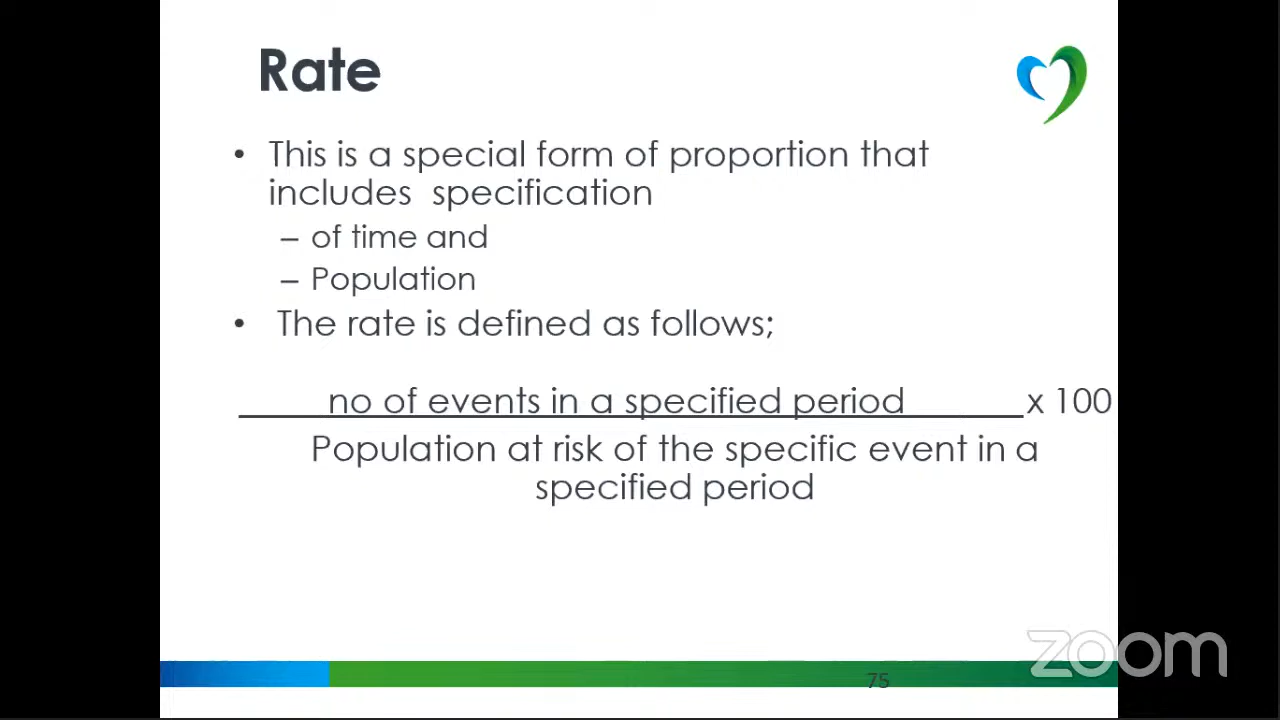 Rate
• This is a special form of proportion that
includes specification
– of time and
– Population
• The rate is defined as follows;
no of events in a specified period x 100
Population at risk of the specific event in a
specified period
zoom
75